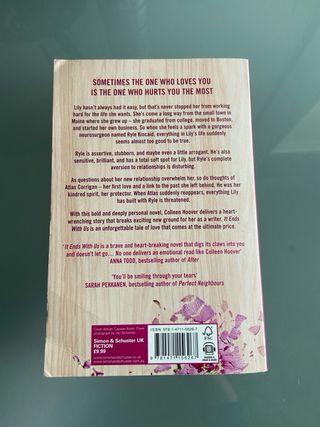 SOMETIMES THE ONE WHO LOVES YOU
IS THE ONE WHO HURTS YOU THE MOST
Lily hasn't always had it easy, but that's never stopped her from working
hard for the life she wants. She's come a long way from the small town in
Maine where she grew up – she graduated from college, moved to Boston,
and started her own business. So when she feels a spark with a gorgeous
neurosurgeon named Ryle Kincaid, everything in Lily's life suddenly
seems almost too good to be true.
Ryle is assertive, stubborn, and maybe even a little arrogant. He's also
sensitive, brilliant, and has a total soft spot for Lily, but Ryle's complete
aversion to relationships is disturbing.
As questions about her new relationship overwhelm her, so do thoughts of
Atlas Corrigan – her first love and a link to the past she left behind. He was her
kindred spirit, her protector. When Atlas suddenly reappears, everything Lily
has built with Ryle is threatened.
With this bold and deeply personal novel, Colleen Hoover delivers a heart-
wrenching story that breaks exciting new ground for her as a writer. It Ends
With Us is an unforgettable tale of love that comes at the ultimate price.
'It Ends With Us is a brave and heart-breaking novel that digs its claws into you
and doesn't let go.... No one delivers an emotional read like Colleen Hoover'
ANNA TODD, bestselling author of After
'You'll be smiling through your tears'
SARAH PEKKANEN, bestselling author of Perfect Neighbours
Simon & Schuster UK
FICTION
£9.99
ISBN 978-1-4711-5626-7
9 781471 156267
FSC